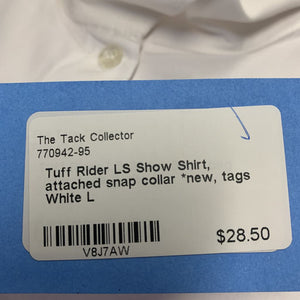 The Tack Collector
770942-95
Tuff Rider LS Show Shirt,
attached snap collar *new, tags
White L
V8J7AW
$28.50